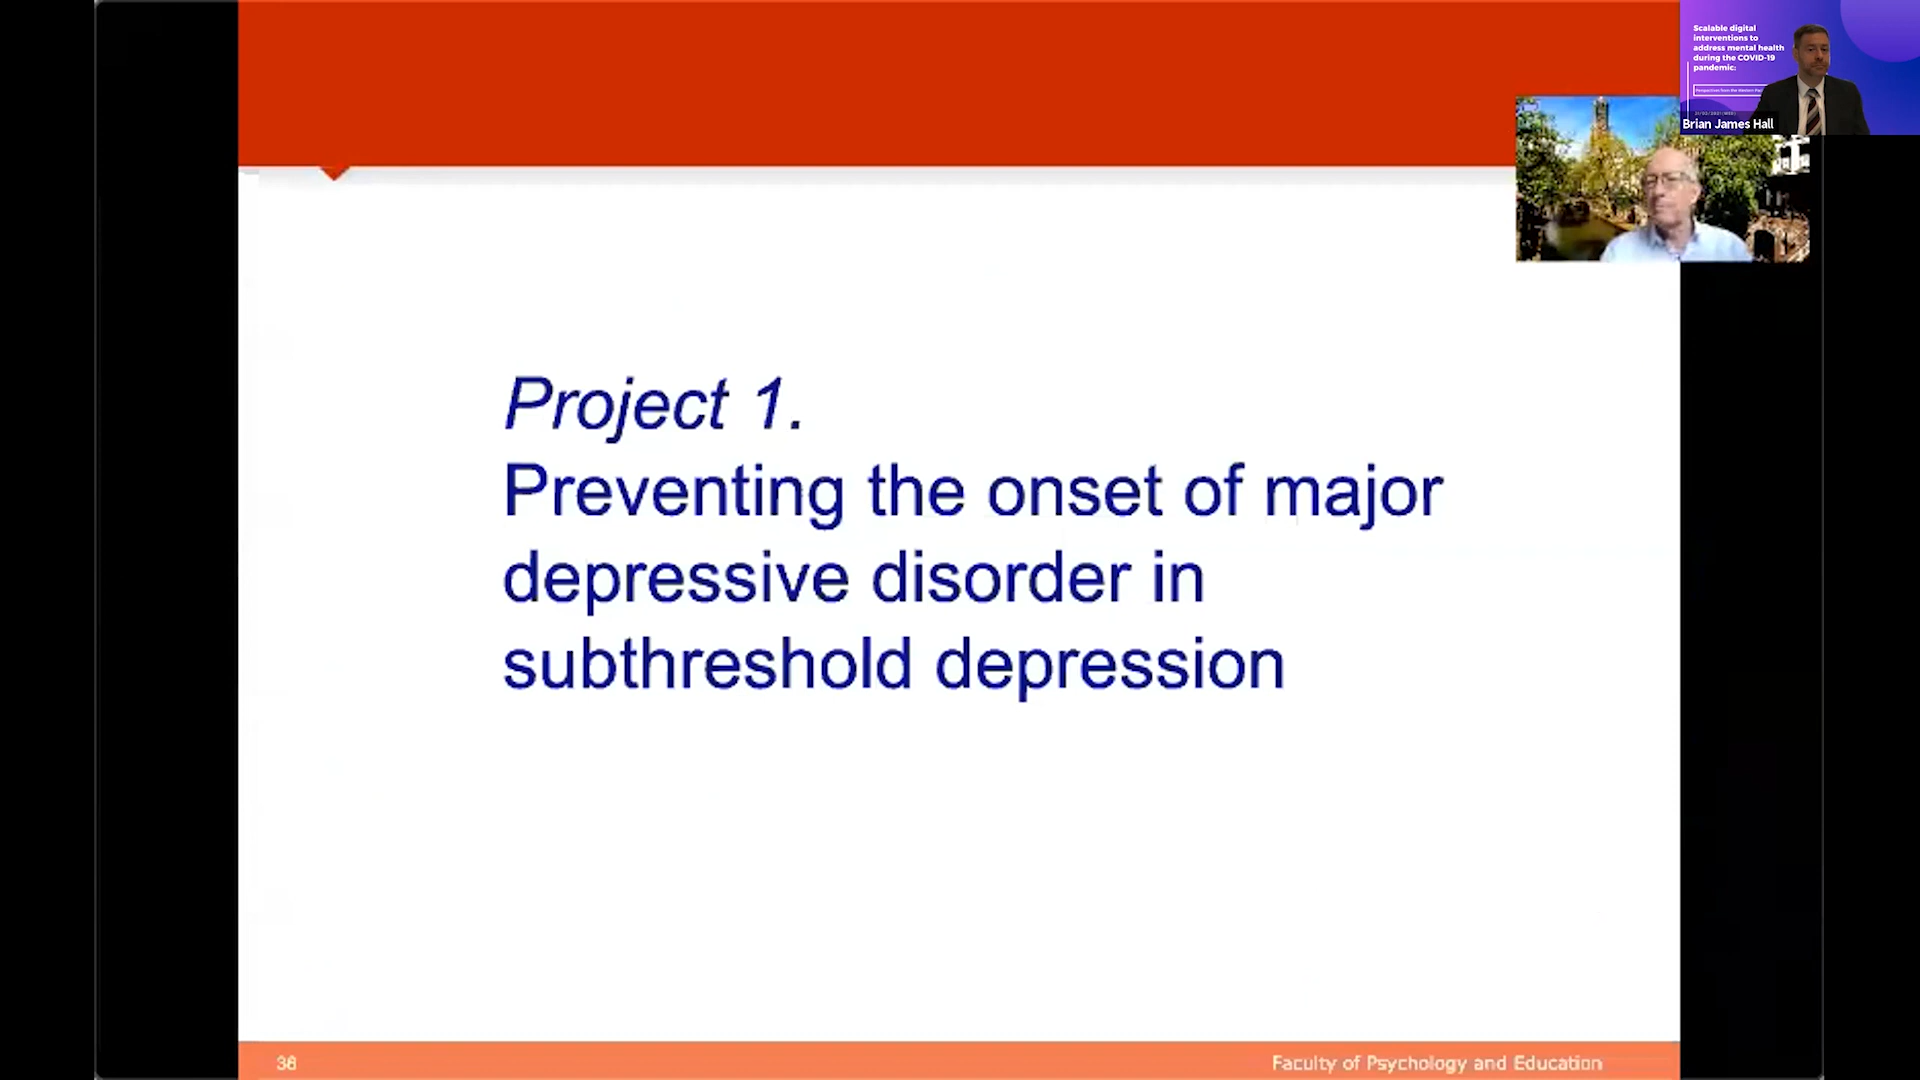 Scalable digital
interventions to
address mental health
during the COVID-19
pandemic:
Brian James Hall
Project 1.
Preventing the onset of major
depressive disorder in
subthreshold depression
36
Faculty of Psychology and Education